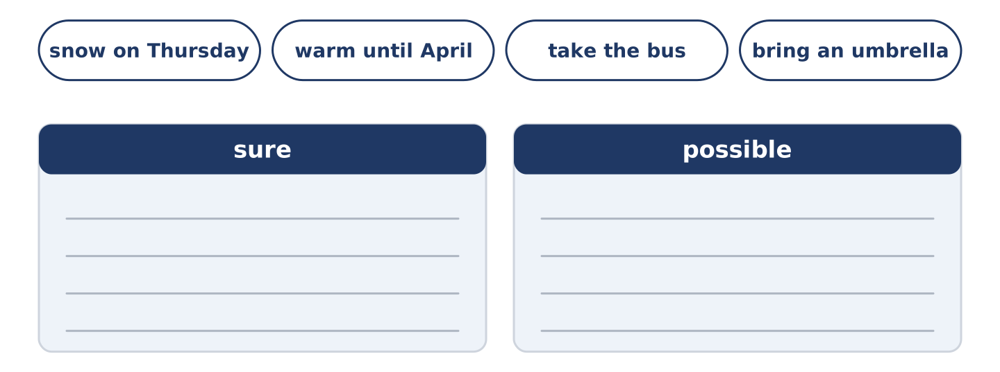 snow on Thursday
warm until April
take the bus
bring an umbrella
sure
possible